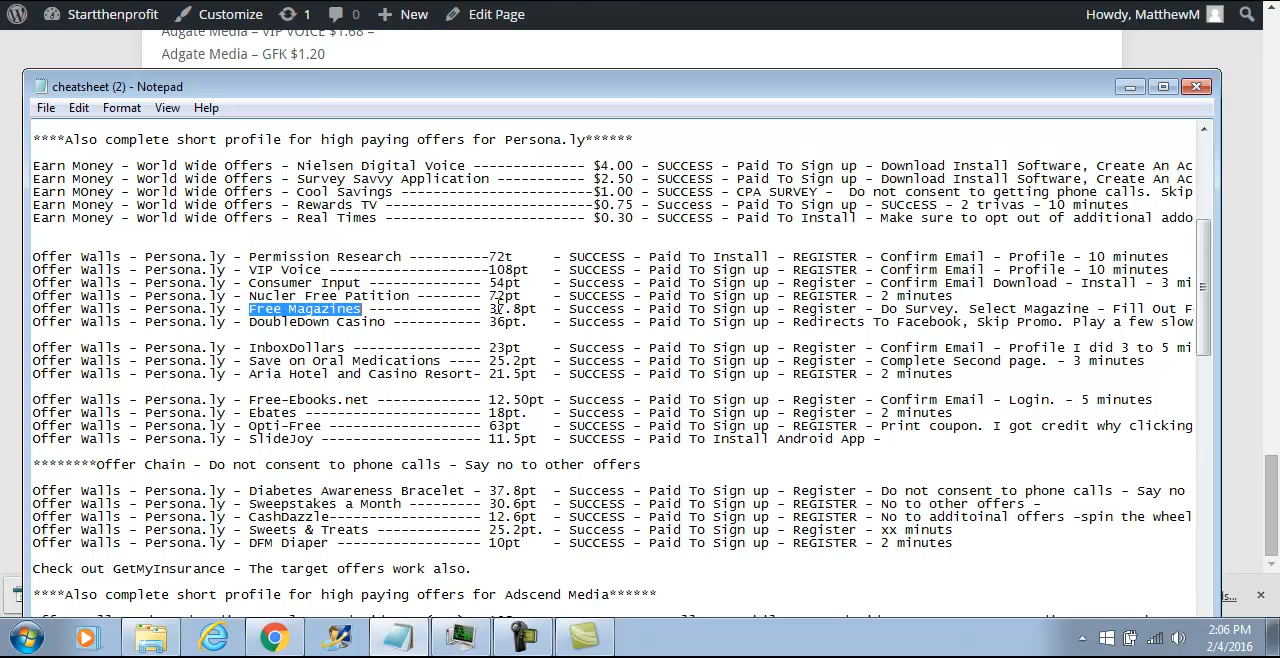 Startthenprofit Customize 1 0 New Edit Page Howdy, MatthewM
Adgate Media – VIP VOICE $1.68 –
Adgate Media – GFK $1.20
cheatsheet (2) - Notepad
File Edit Format View Help
****Also complete short profile for high paying offers for Persona.ly******
Earn Money - World Wide Offers - Nielsen Digital Voice -------------- $4.00 - SUCCESS - Paid To Sign up - Download Install Software, Create An Ac
Earn Money - World Wide Offers - Survey Savvy Application ------------ $2.50 - SUCCESS - Paid To Sign up - Download Install Software, Create An Ac
Earn Money - World Wide Offers - Cool Savings ------------------------$1.00 - SUCCESS - CPA SURVEY - Do not consent to getting phone calls. Skip
Earn Money - World Wide Offers - Rewards TV --------------------------$0.75 - SUCCESS - Paid To Sign up - SUCCESS - 2 trivas - 10 minutes
Earn Money - World Wide Offers - Real Times --------------------------$0.30 - SUCCESS - Paid To Install - Make sure to opt out of additional addo
Offer Walls - Persona.ly - Permission Research ----------72t - SUCCESS - Paid To Install - REGISTER - Confirm Email - Profile - 10 minutes
Offer Walls - Persona.ly - VIP Voice --------------------108pt - SUCCESS - Paid To Sign up - REGISTER - Confirm Email - Profile - 10 minutes
Offer Walls - Persona.ly - Consumer Input --------------- 54pt - SUCCESS - Paid To Sign up - REGISTER - Confirm Email Download - Install - 3 mi
Offer Walls - Persona.ly - Nucler Free Patition -------- 72pt - SUCCESS - Paid To Sign up - REGISTER - 2 minutes
Offer Walls - Persona.ly - Free Magazines -------------- 37.8pt - SUCCESS - Paid To Sign up - REGISTER - Do Survey. Select Magazine - Fill Out F
Offer Walls - Persona.ly - DoubleDown Casino ----------- 36pt. - SUCCESS - Paid To Sign up - REGISTER - Redirects To Facebook, Skip Promo. Play a few slow
Offer Walls - Persona.ly - InboxDollars ----------------- 23pt - Success - Paid To Sign up - REGISTER - Confirm Email - Profile I did 3 to 5 mi
Offer Walls - Persona.ly - Save on Oral Medications ---- 25.2pt - Success - Paid To Sign up - REGISTER - Complete Second page. - 3 minutes
Offer Walls - Persona.ly - Aria Hotel and Casino Resort- 21.5pt - Success - Paid To Sign up - REGISTER - 2 minutes
Offer Walls - Persona.ly - Free-Ebooks.net -------------- 12.50pt - Success - Paid To Sign up - Register - Confirm Email - Login. - 5 minutes
Offer Walls - Persona.ly - Ebates ----------------------- 18pt. - Success - Paid To Sign up - Register - 2 minutes
Offer Walls - Persona.ly - Opti-Free -------------------- 63pt - Success - Paid To Sign up - Register - Print coupon. I got credit why clicking
Offer Walls - Persona.ly - SlideJoy --------------------- 11.5pt - Success - Paid To Install Android App -
********Offer Chain - Do not consent to phone calls - Say no to other offers
Offer Walls - Persona.ly - Diabetes Awareness Bracelet - 37.8pt - Success - Paid To Sign up - Register - Do not consent to phone calls - Say no
Offer Walls - Persona.ly - Sweepstakes a Month ---------- 30.6pt - Success - Paid To Sign up - Register - No to other offers -
Offer Walls - Persona.ly - CashDazzle-------------------- 12.6pt - Success - Paid To Sign up - Register - No to additoinal offers -spin the wheel
Offer Walls - Persona.ly - Sweets & Treats -------------- 25.2pt. - Success - Paid To Sign up - Register - xx minuts
Offer Walls - Persona.ly - DFM Diaper ------------------ 10pt - Success - Paid To Sign up - REGISTER - 2 minutes
Check out GetMyInsurance - The target offers work also.
****Also complete short profile for high paying offers for Adscend Media******
2:06 PM
2/4/2016